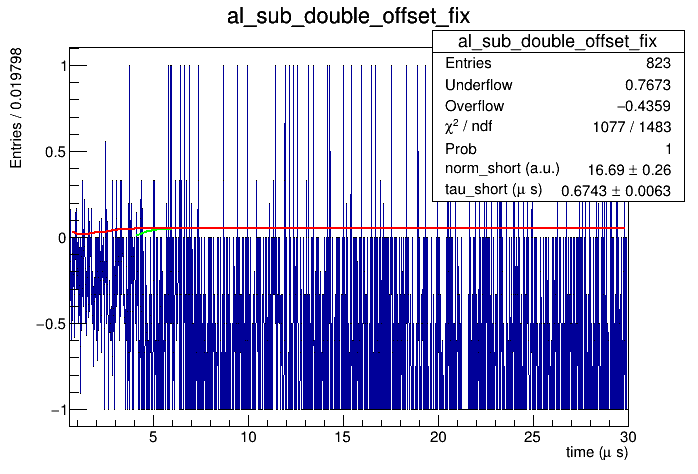 al_sub_double_offset_fix
al_sub_double_offset_fix
Entries 823
Underflow 0.7673
Overflow −0.4359
χ² / ndf 1077 / 1483
Prob 1
norm_short (a.u.) 16.69 ± 0.26
tau_short (μ s) 0.6743 ± 0.0063
Entries / 0.019798
1
0.5
0
−0.5
−1
5 10 15 20 25 30
time (μ s)